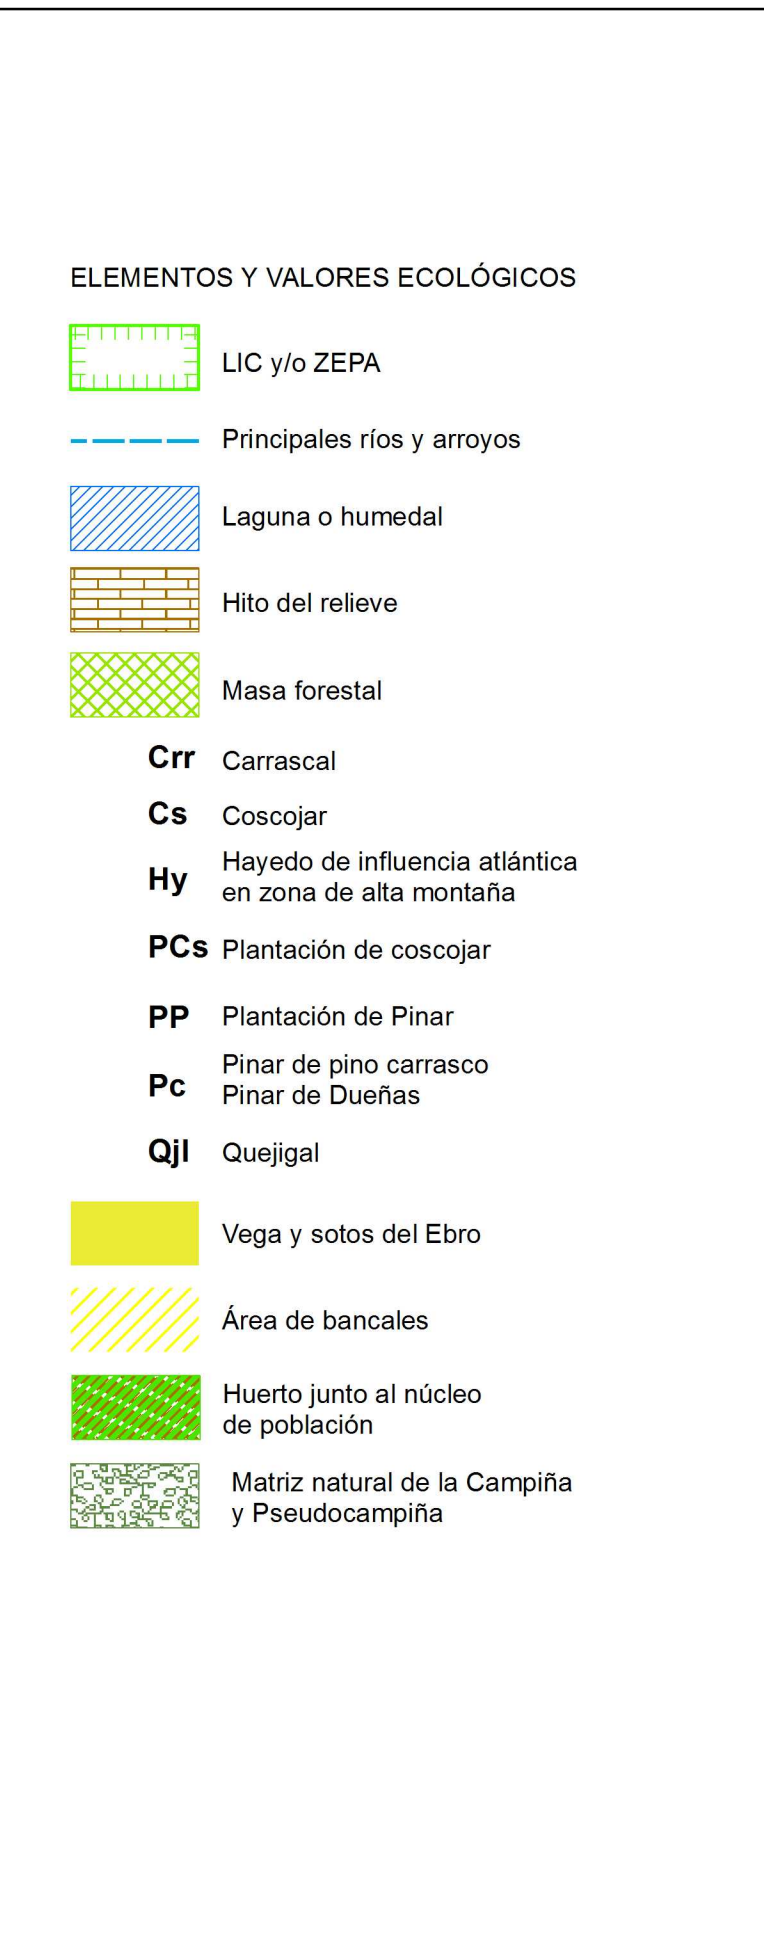 ELEMENTOS Y VALORES ECOLÓGICOS
LIC y/o ZEPA
Principales ríos y arroyos
Laguna o humedal
Hito del relieve
Masa forestal
Crr Carrascal
Cs Coscojar
Hy Hayedo de influencia atlántica
en zona de alta montaña
PCs Plantación de coscojar
PP Plantación de Pinar
Pc Pinar de pino carrasco
Pinar de Dueñas
Qjl Quejigal
Vega y sotos del Ebro
Área de bancales
Huerto junto al núcleo
de población
Matriz natural de la Campiña
y Pseudocampiña